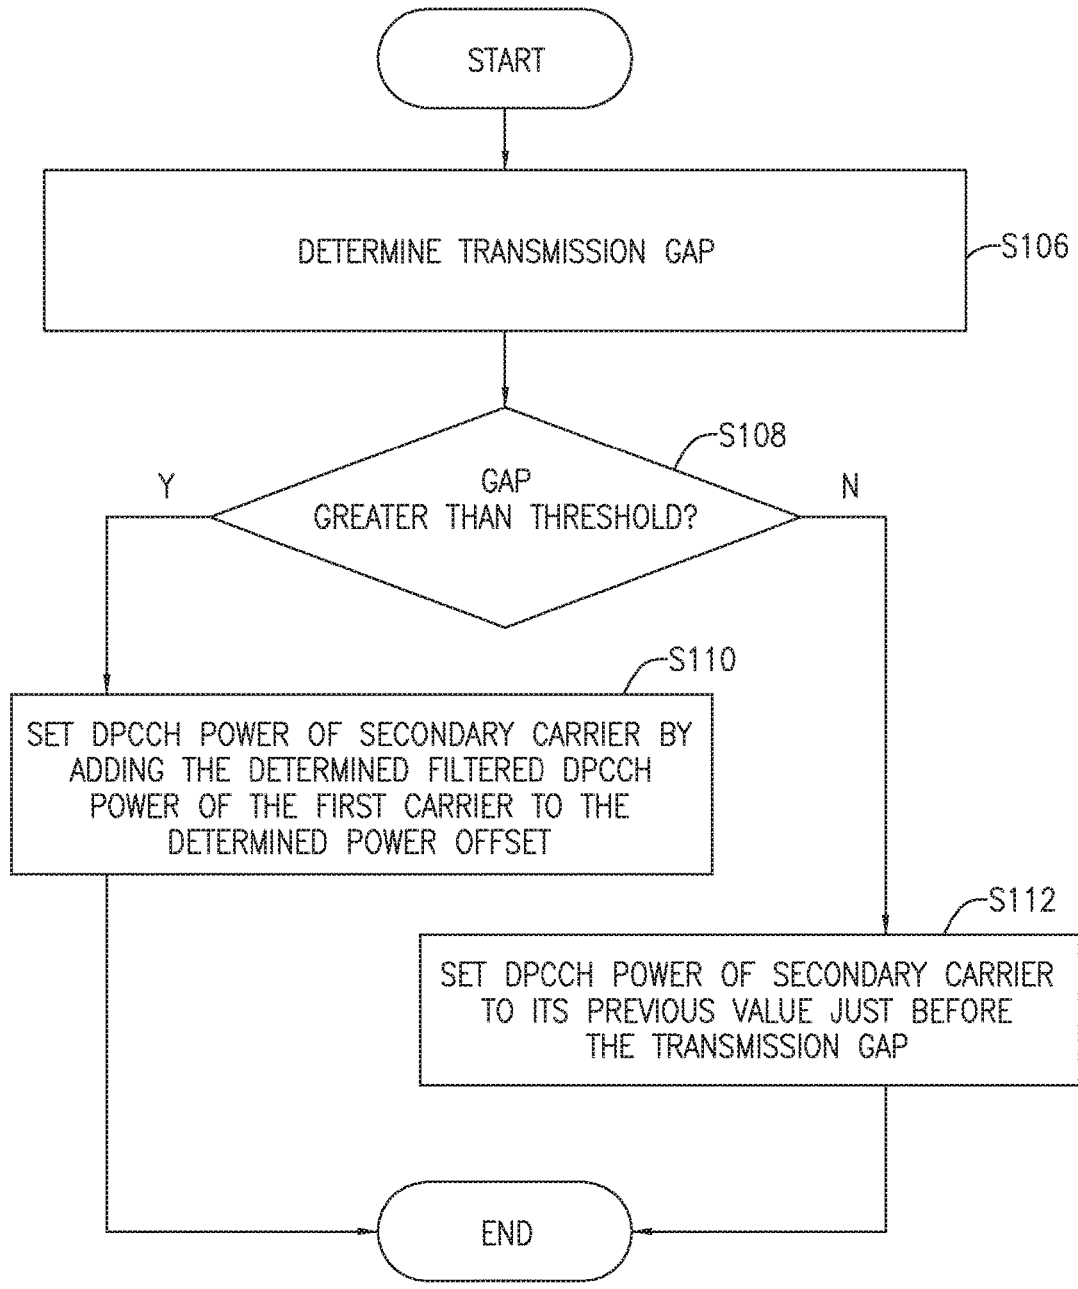 START
DETERMINE TRANSMISSION GAP
S106
S108
Y
GAP
GREATER THAN THRESHOLD?
N
S110
SET DPCCH POWER OF SECONDARY CARRIER BY
ADDING THE DETERMINED FILTERED DPCCH
POWER OF THE FIRST CARRIER TO THE
DETERMINED POWER OFFSET
S112
SET DPCCH POWER OF SECONDARY CARRIER
TO ITS PREVIOUS VALUE JUST BEFORE
THE TRANSMISSION GAP
END